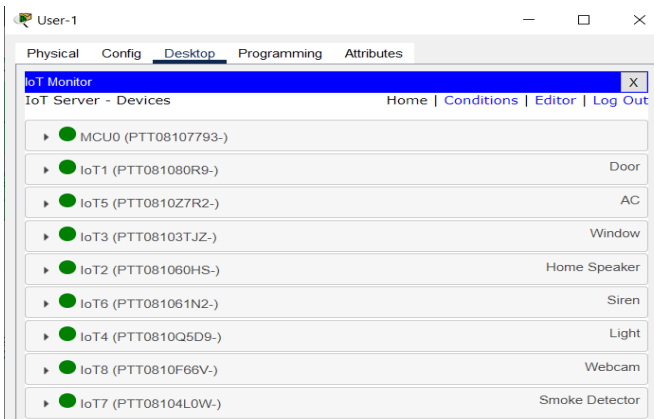 User-1
Physical Config Desktop Programming Attributes
IoT Monitor X
IoT Server - Devices Home | Conditions | Editor | Log Out
MCU0 (PTT08107793-)
IoT1 (PTT081080R9-) Door
IoT5 (PTT0810Z7R2-) AC
IoT3 (PTT08103TJZ-) Window
IoT2 (PTT081060HS-) Home Speaker
IoT6 (PTT081061N2-) Siren
IoT4 (PTT0810Q5D9-) Light
IoT8 (PTT0810F66V-) Webcam
IoT7 (PTT08104L0W-) Smoke Detector